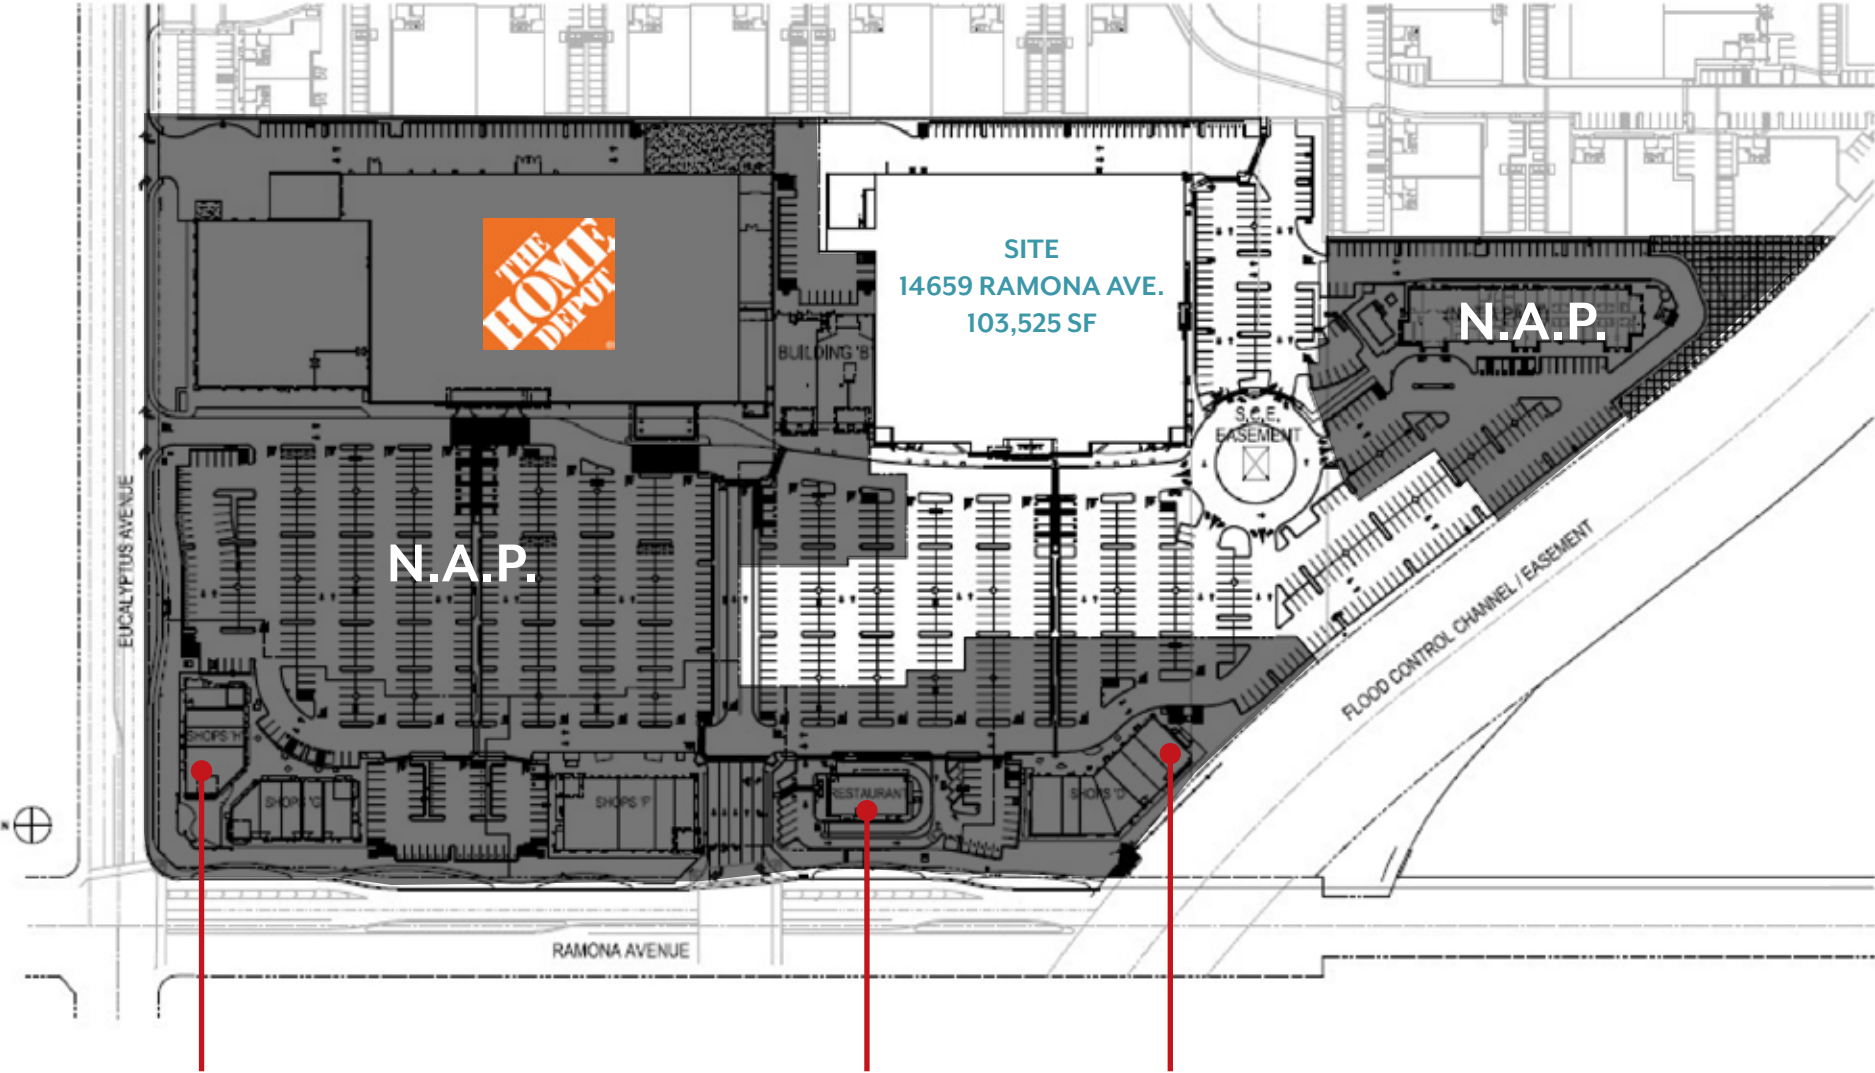 THE
HOME
DEPOT
SITE
14659 RAMONA AVE.
103,525 SF
N.A.P.
BUILDING 'B'
S.C.E.
EASEMENT
N.A.P.
EUCALYPTUS AVENUE
FLOOD CONTROL CHANNEL / EASEMENT
SHOPS 'H'
SHOPS 'G'
SHOPS 'F'
RESTAURANT
SHOPS 'D'
RAMONA AVENUE